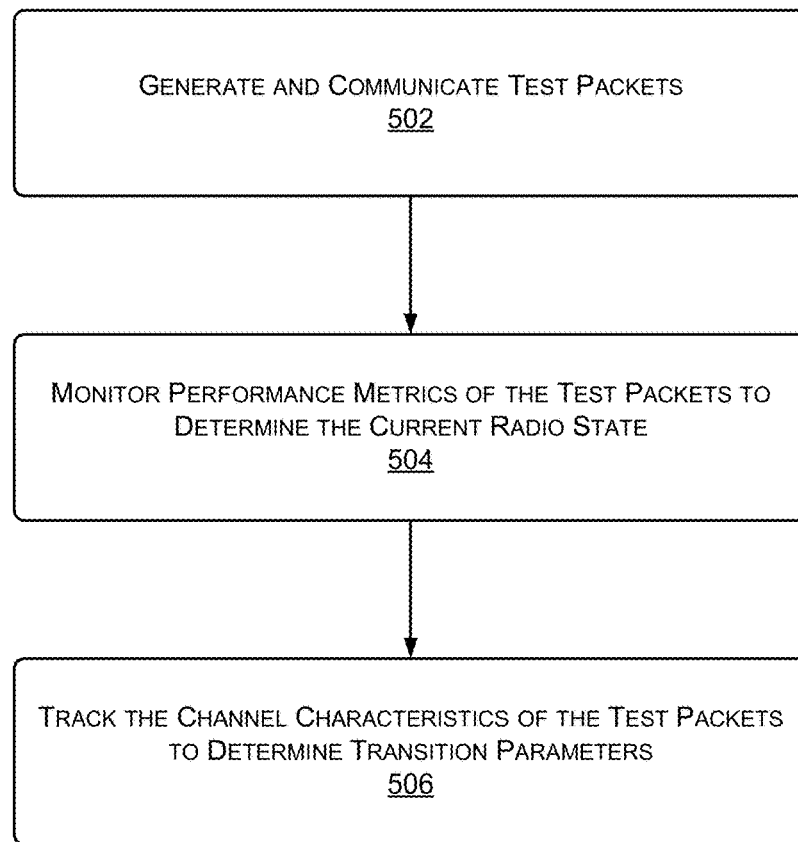 GENERATE AND COMMUNICATE TEST PACKETS
502
MONITOR PERFORMANCE METRICS OF THE TEST PACKETS TO
DETERMINE THE CURRENT RADIO STATE
504
TRACK THE CHANNEL CHARACTERISTICS OF THE TEST PACKETS
TO DETERMINE TRANSITION PARAMETERS
506